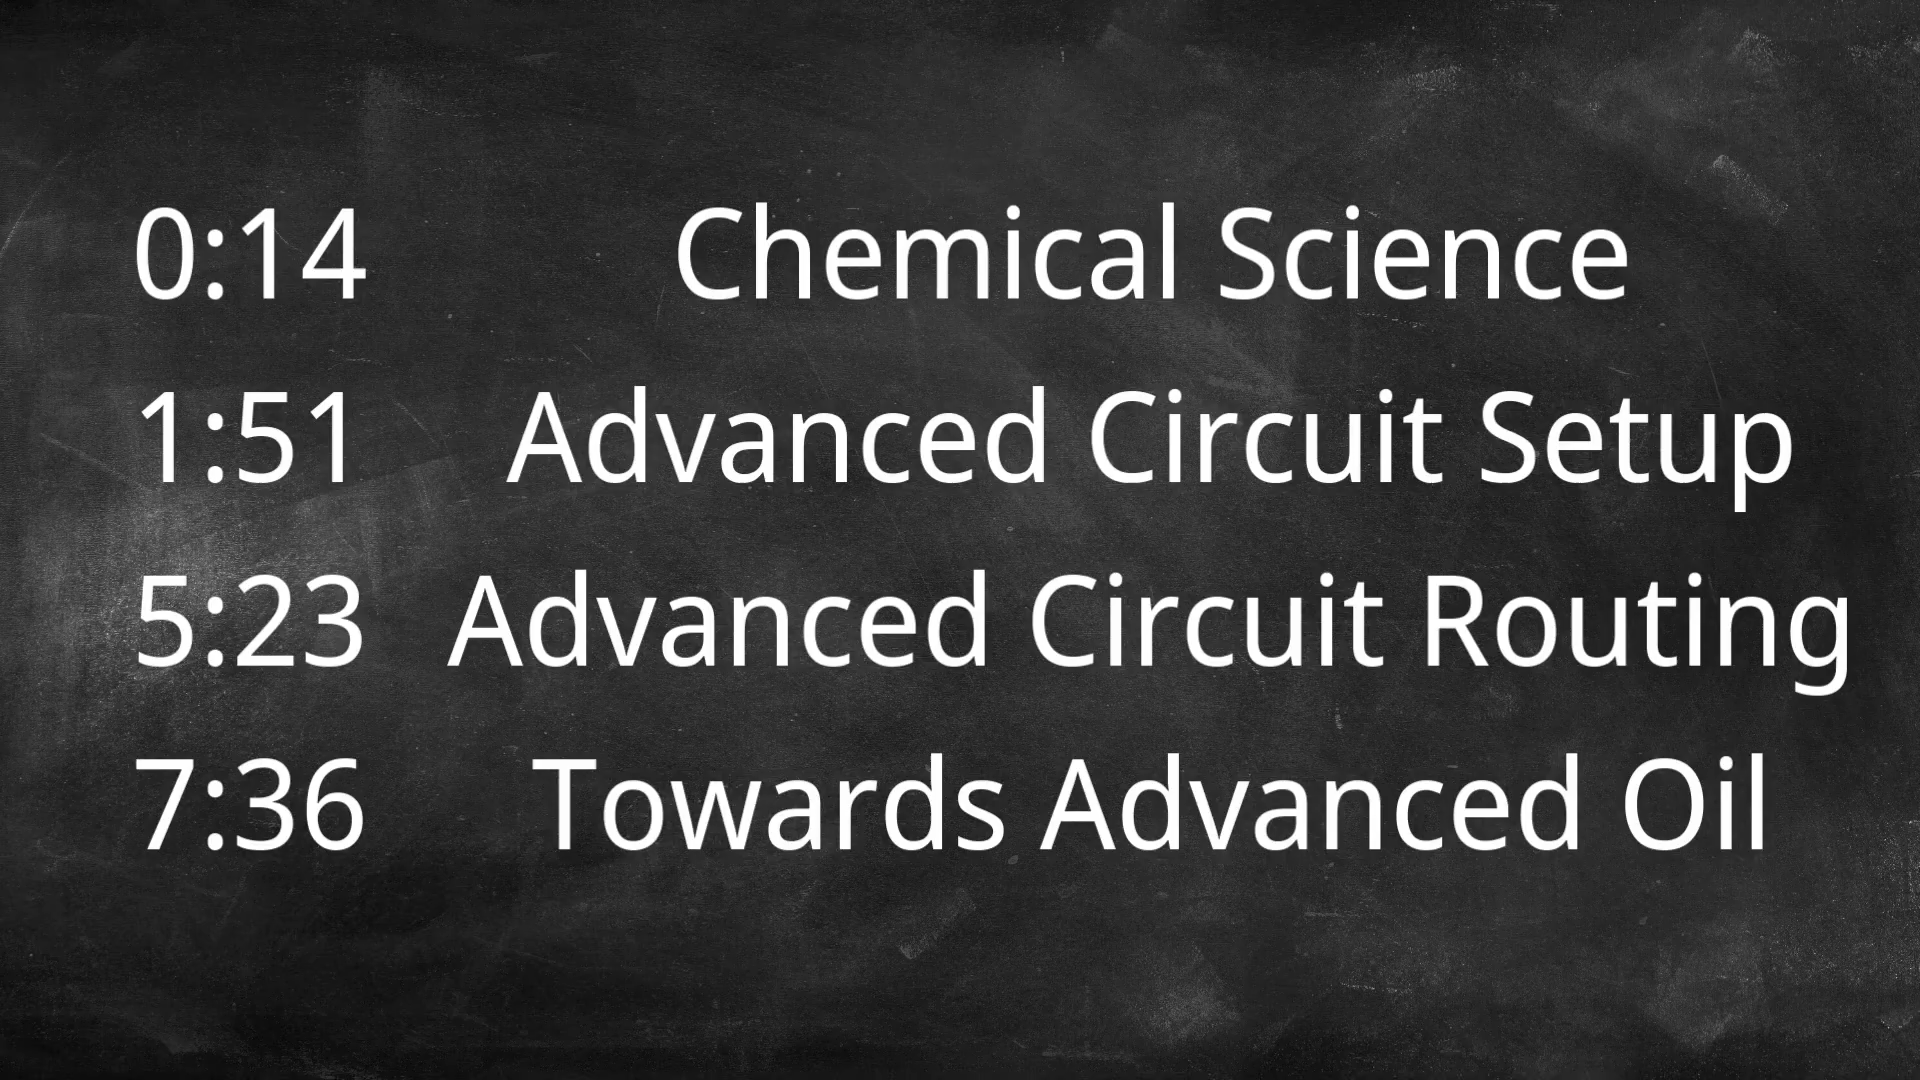 0:14 Chemical Science
1:51 Advanced Circuit Setup
5:23 Advanced Circuit Routing
7:36 Towards Advanced Oil